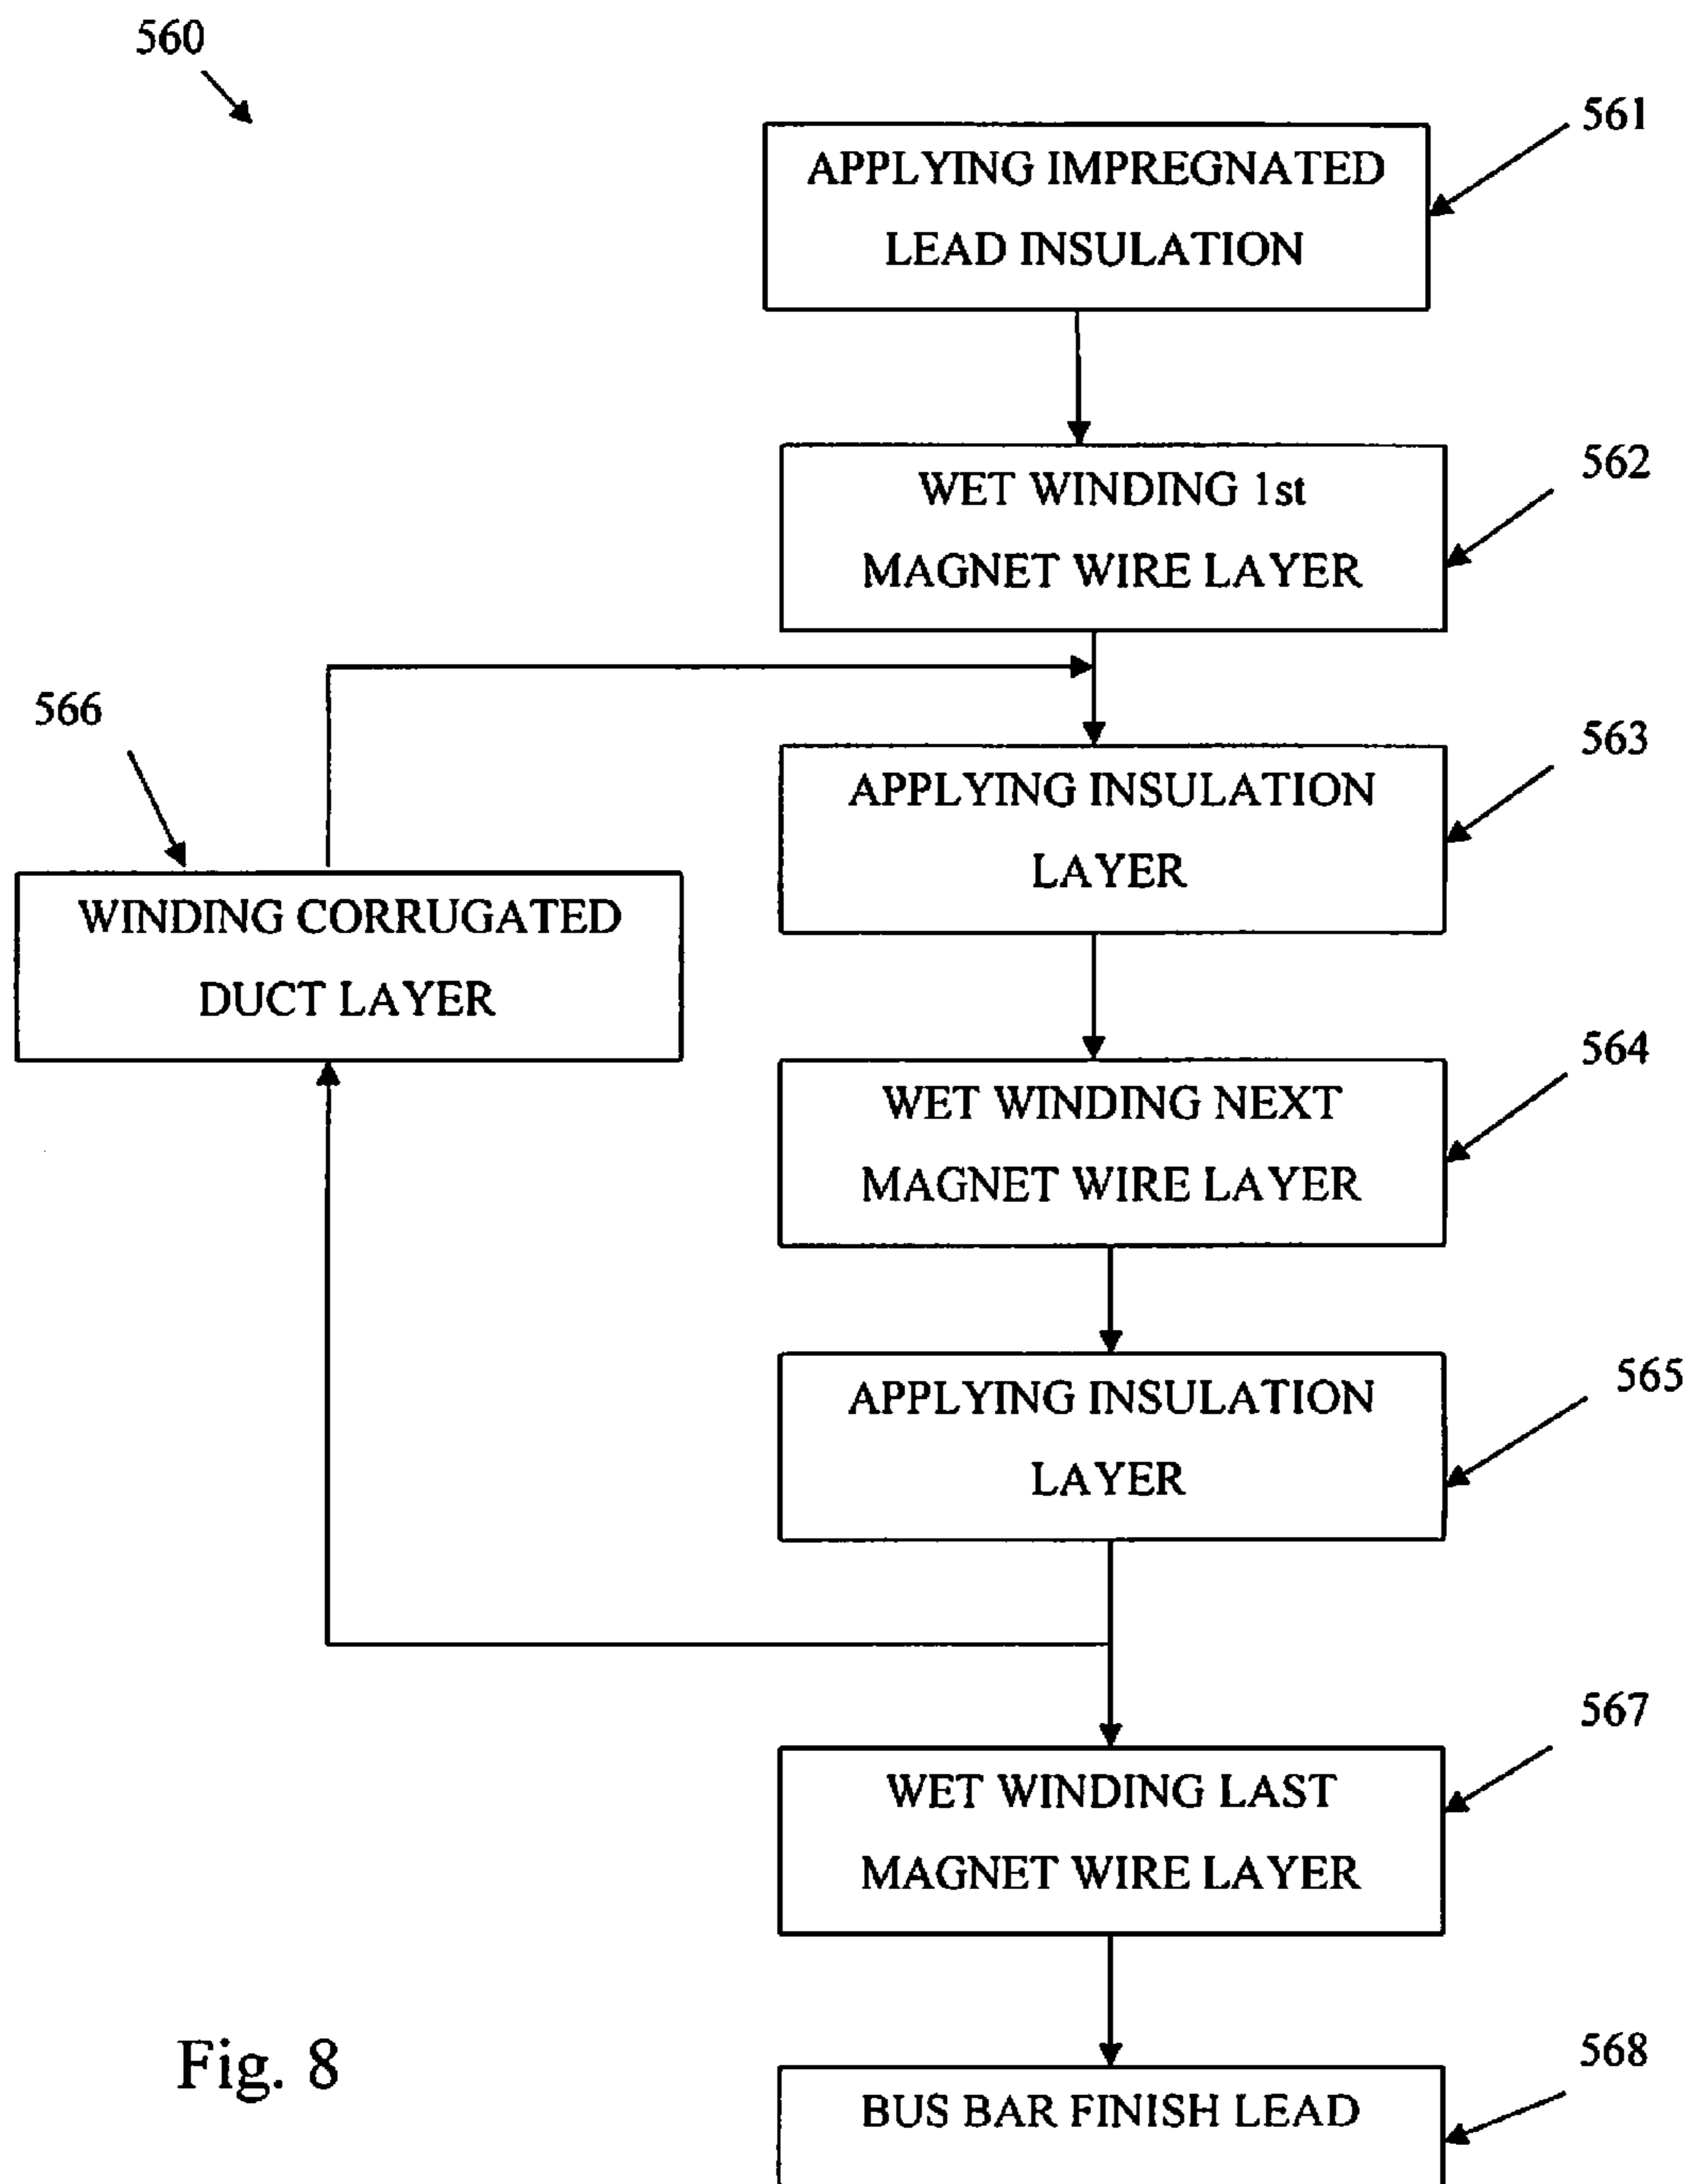 560
561
APPLYING IMPREGNATED
LEAD INSULATION
562
WET WINDING 1st
MAGNET WIRE LAYER
563
APPLYING INSULATION
LAYER
566
WINDING CORRUGATED
DUCT LAYER
564
WET WINDING NEXT
MAGNET WIRE LAYER
565
APPLYING INSULATION
LAYER
567
WET WINDING LAST
MAGNET WIRE LAYER
568
BUS BAR FINISH LEAD
Fig. 8